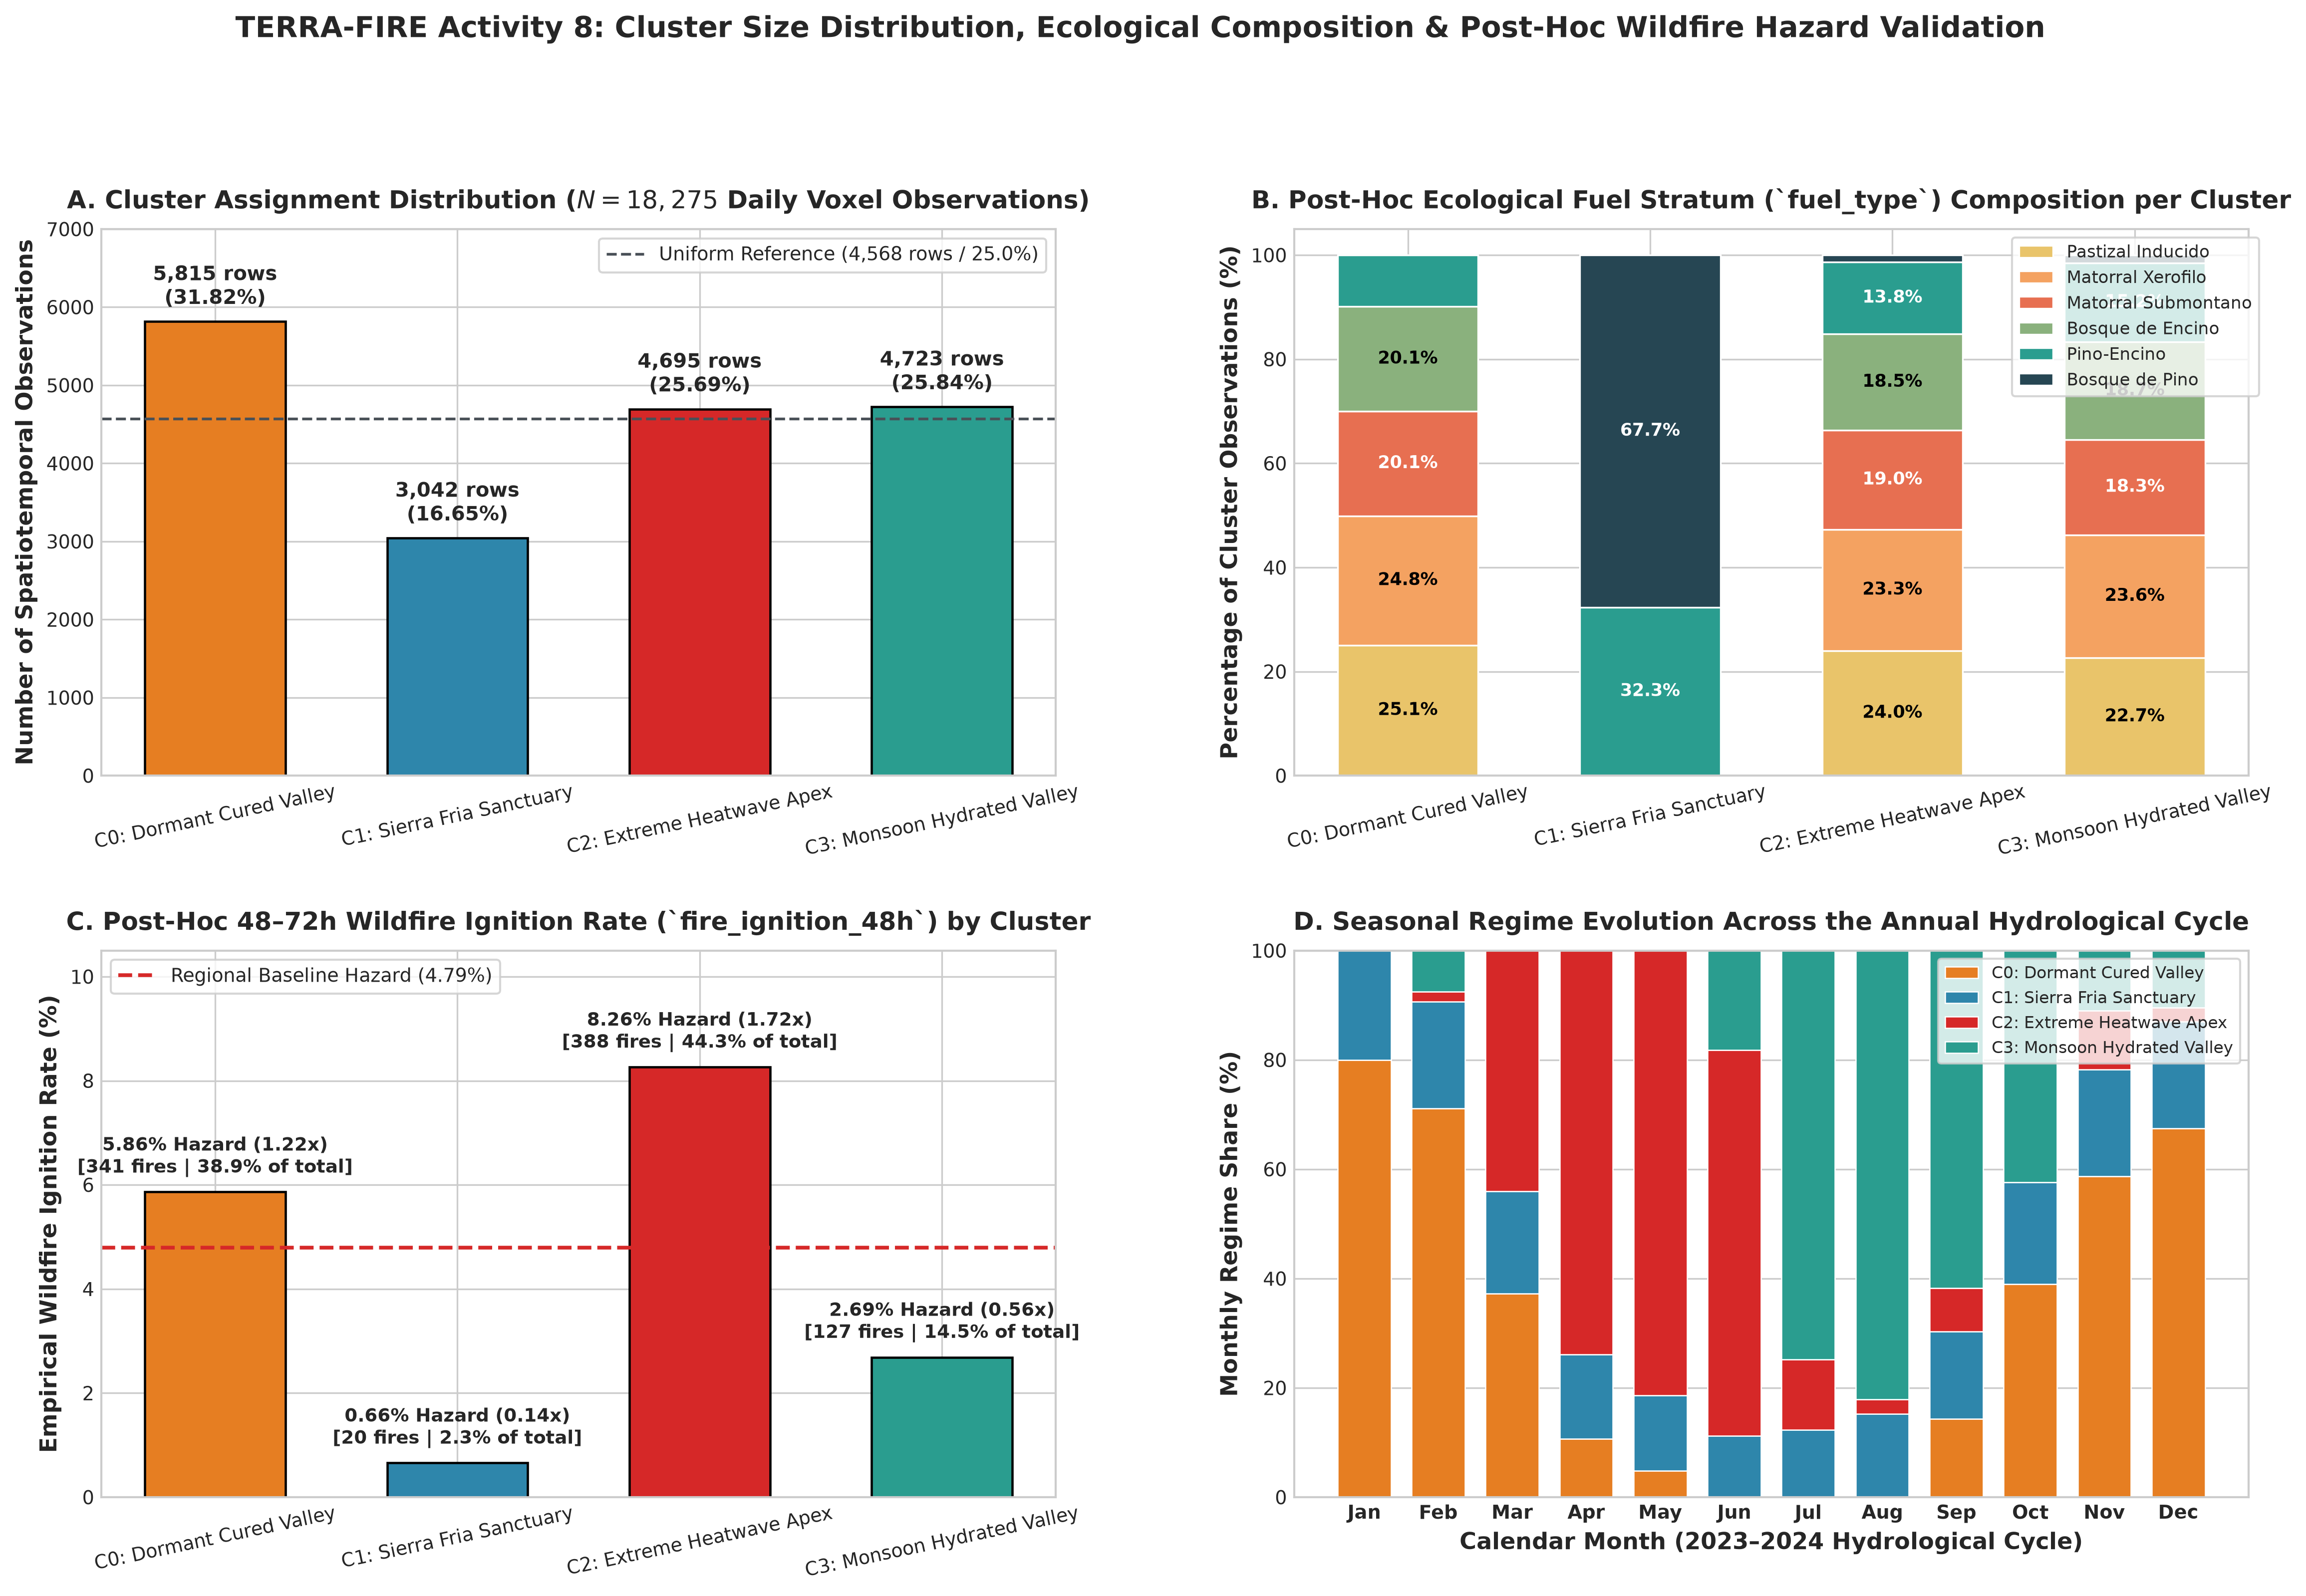 TERRA-FIRE Activity 8: Cluster Size Distribution, Ecological Composition & Post-Hoc Wildfire Hazard Validation
A. Cluster Assignment Distribution (N = 18, 275 Daily Voxel Observations)
Number of Spatiotemporal Observations
7000
6000
5000
4000
3000
2000
1000
0
Uniform Reference (4,568 rows / 25.0%)
5,815 rows
(31.82%)
3,042 rows
(16.65%)
4,695 rows
(25.69%)
4,723 rows
(25.84%)
C0: Dormant Cured Valley
C1: Sierra Fria Sanctuary
C2: Extreme Heatwave Apex
C3: Monsoon Hydrated Valley
B. Post-Hoc Ecological Fuel Stratum (`fuel_type`) Composition per Cluster
Percentage of Cluster Observations (%)
100
80
60
40
20
0
Pastizal Inducido
Matorral Xerofilo
Matorral Submontano
Bosque de Encino
Pino-Encino
Bosque de Pino
20.1%
20.1%
24.8%
25.1%
67.7%
32.3%
13.8%
18.5%
19.0%
23.3%
24.0%
18.7%
18.3%
23.6%
22.7%
C0: Dormant Cured Valley
C1: Sierra Fria Sanctuary
C2: Extreme Heatwave Apex
C3: Monsoon Hydrated Valley
C. Post-Hoc 48–72h Wildfire Ignition Rate (`fire_ignition_48h`) by Cluster
Empirical Wildfire Ignition Rate (%)
10
8
6
4
2
0
Regional Baseline Hazard (4.79%)
5.86% Hazard (1.22x)
[341 fires | 38.9% of total]
0.66% Hazard (0.14x)
[20 fires | 2.3% of total]
8.26% Hazard (1.72x)
[388 fires | 44.3% of total]
2.69% Hazard (0.56x)
[127 fires | 14.5% of total]
C0: Dormant Cured Valley
C1: Sierra Fria Sanctuary
C2: Extreme Heatwave Apex
C3: Monsoon Hydrated Valley
D. Seasonal Regime Evolution Across the Annual Hydrological Cycle
Monthly Regime Share (%)
100
80
60
40
20
0
C0: Dormant Cured Valley
C1: Sierra Fria Sanctuary
C2: Extreme Heatwave Apex
C3: Monsoon Hydrated Valley
Jan Feb Mar Apr May Jun Jul Aug Sep Oct Nov Dec
Calendar Month (2023–2024 Hydrological Cycle)